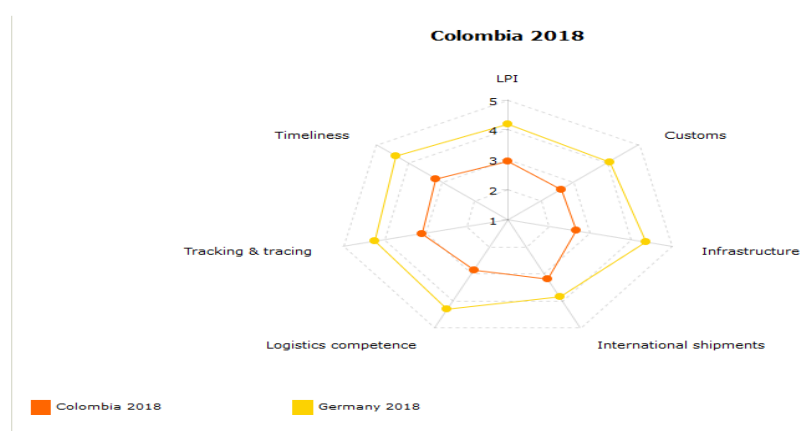 Colombia 2018
LPI
5
4
3
2
1
Timeliness
Customs
Tracking & tracing
Infrastructure
Logistics competence
International shipments
Colombia 2018
Germany 2018